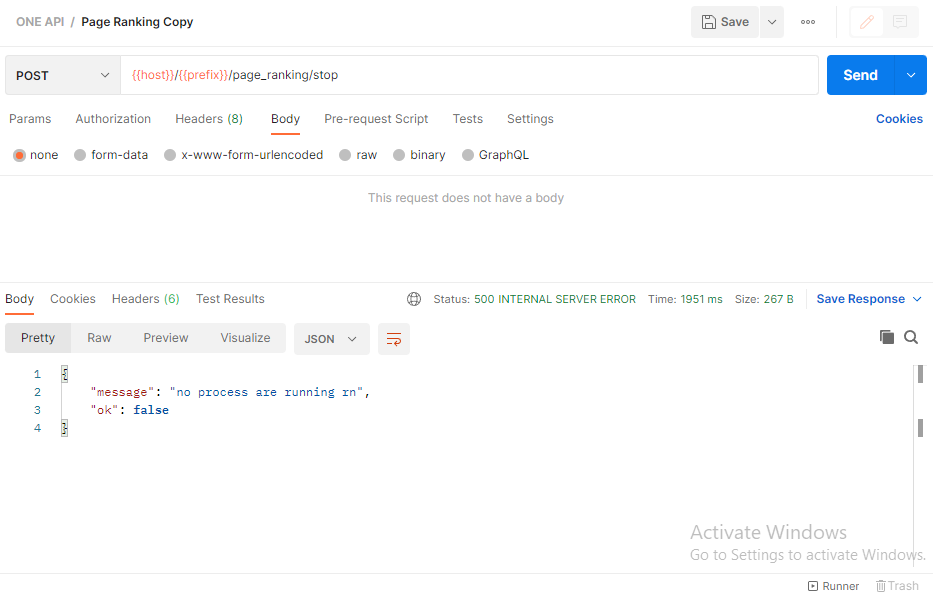 ONE API / Page Ranking Copy Save
POST {{host}}/{{prefix}}/page_ranking/stop Send
Params Authorization Headers (8) Body Pre-request Script Tests Settings Cookies
none form-data x-www-form-urlencoded raw binary GraphQL
This request does not have a body
Body Cookies Headers (6) Test Results Status: 500 INTERNAL SERVER ERROR Time: 1951 ms Size: 267 B Save Response
Pretty Raw Preview Visualize JSON
1 {
2 "message": "no process are running rn",
3 "ok": false
4 }
Activate Windows
Go to Settings to activate Windows.
Runner Trash